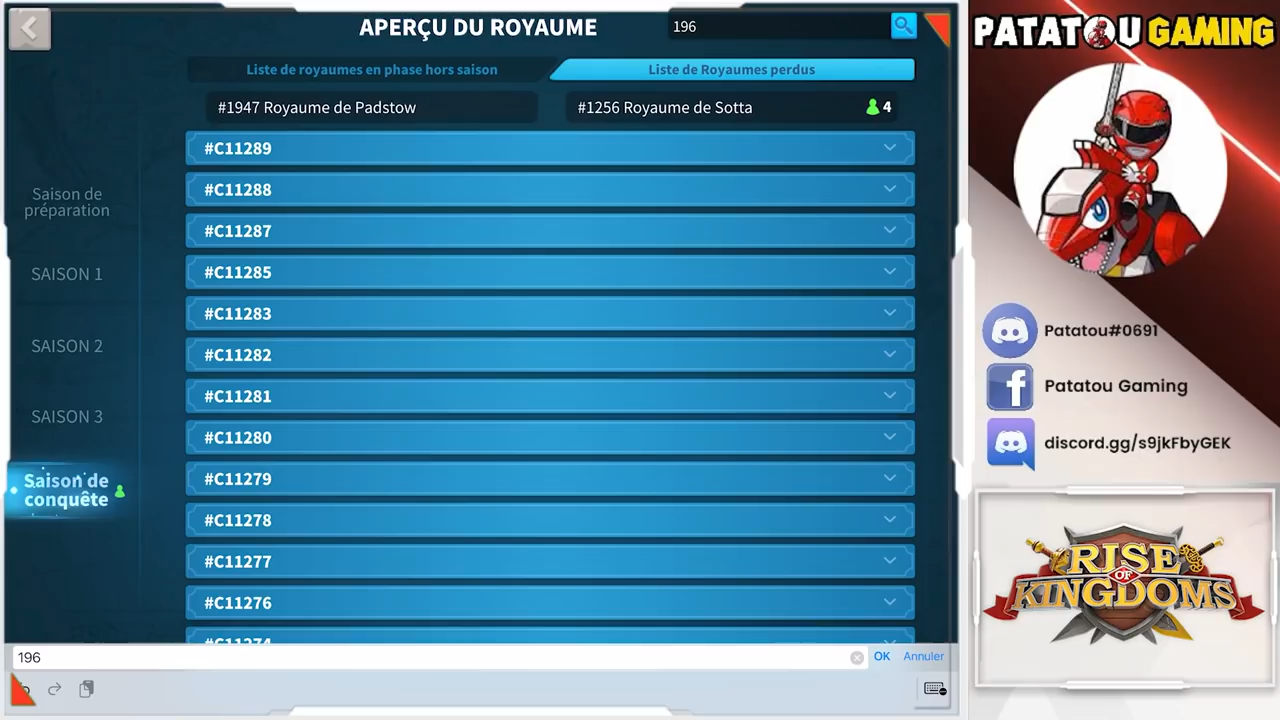 APERÇU DU ROYAUME
196
Liste de royaumes en phase hors saison
Liste de Royaumes perdus
#1947 Royaume de Padstow
#1256 Royaume de Sotta
4
#C11289
#C11288
#C11287
#C11285
#C11283
#C11282
#C11281
#C11280
#C11279
#C11278
#C11277
#C11276
#C11274
Saison de
préparation
SAISON 1
SAISON 2
SAISON 3
Saison de
conquête
196
OK
Annuler
PATATOU GAMING
Patatou#0691
Patatou Gaming
discord.gg/s9jkFbyGEK
RISE
OF
KINGDOMS